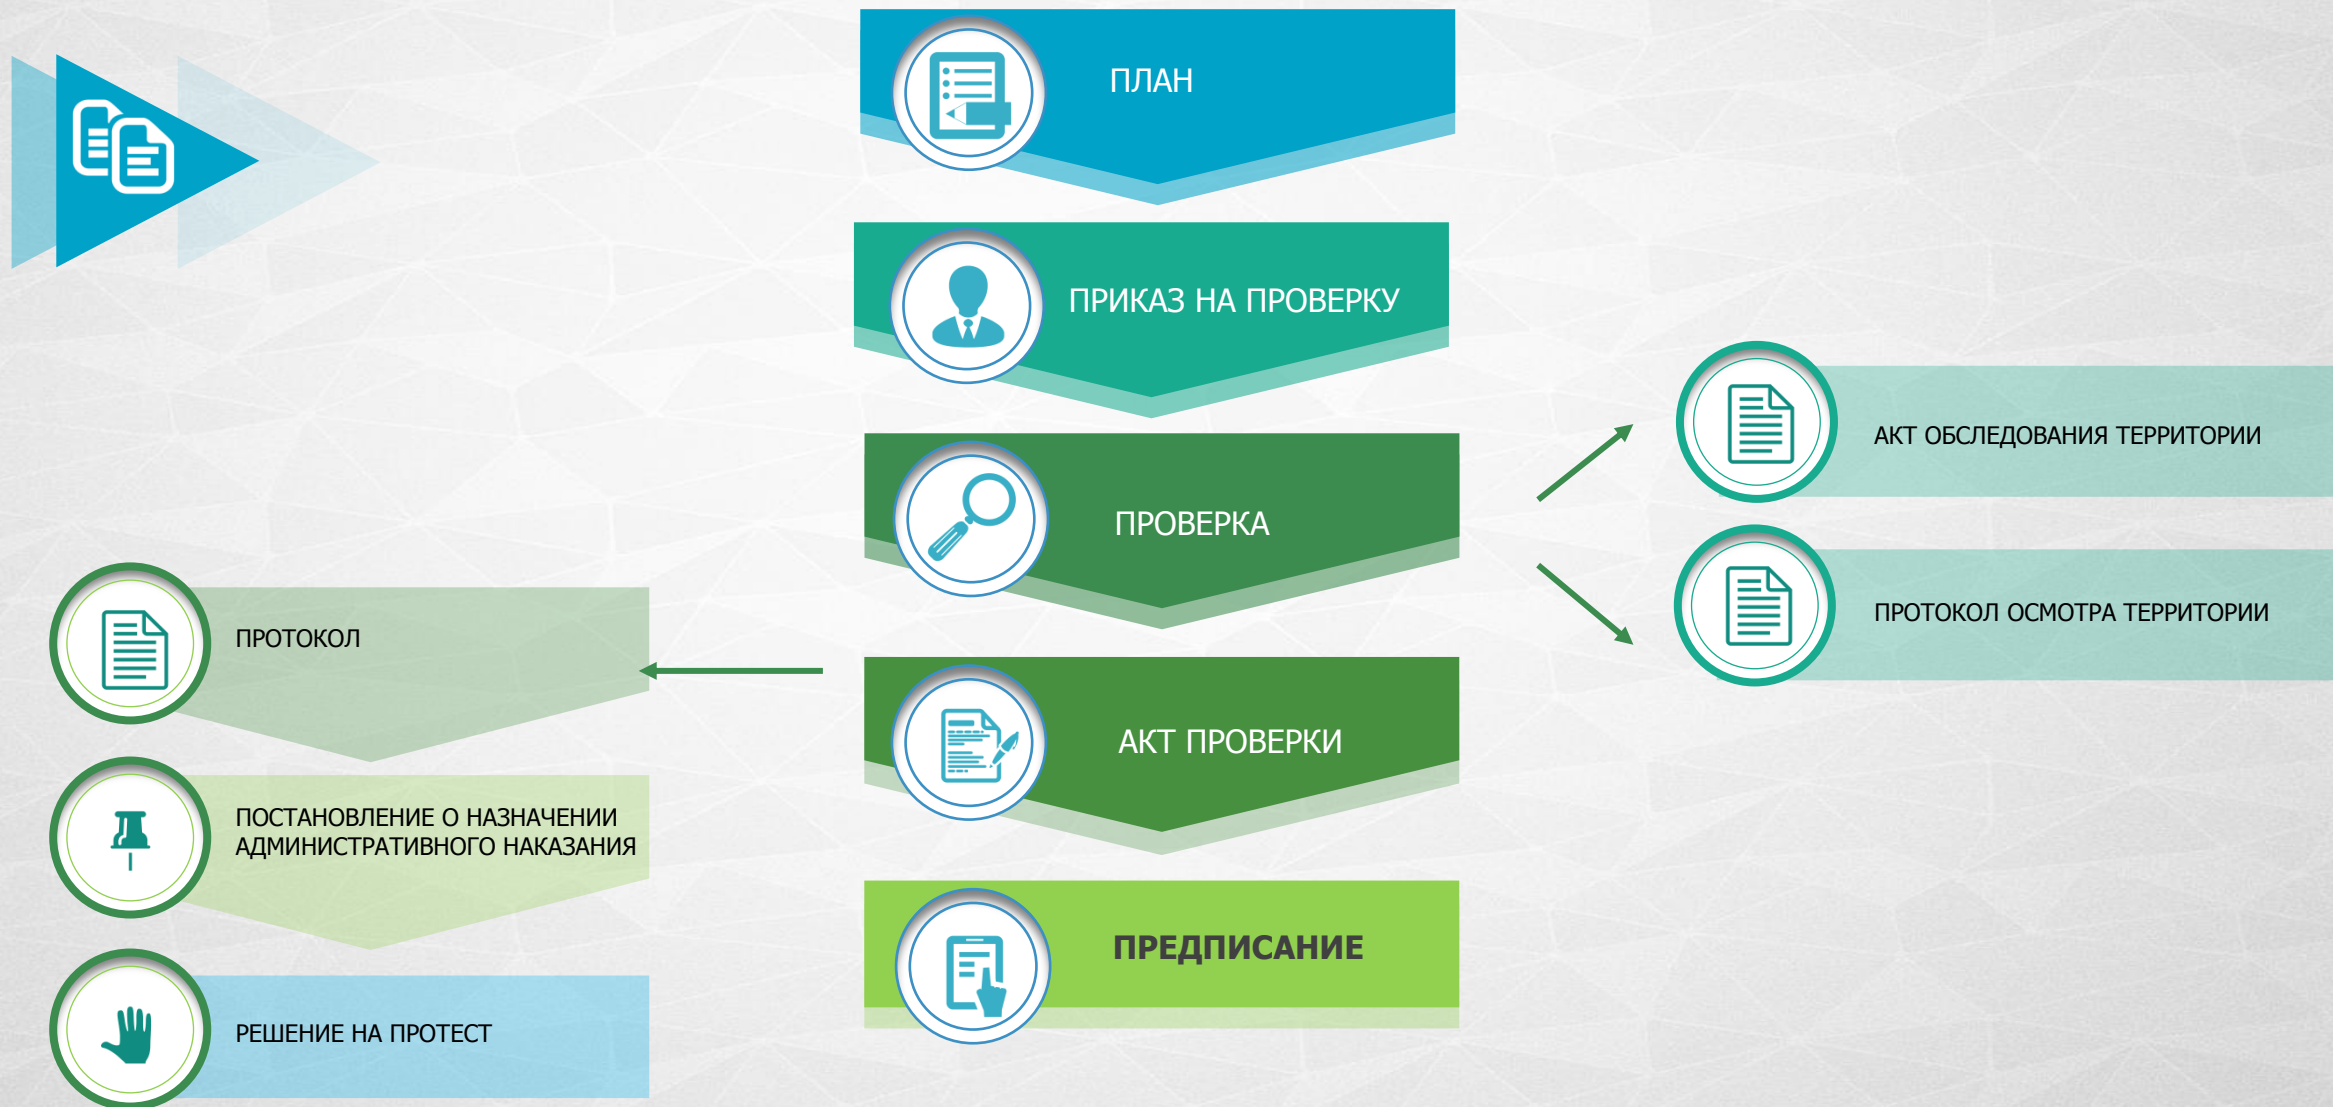 ПЛАН
ПРИКАЗ НА ПРОВЕРКУ
ПРОВЕРКА
АКТ ОБСЛЕДОВАНИЯ ТЕРРИТОРИИ
ПРОТОКОЛ ОСМОТРА ТЕРРИТОРИИ
АКТ ПРОВЕРКИ
ПРОТОКОЛ
ПОСТАНОВЛЕНИЕ О НАЗНАЧЕНИИ
АДМИНИСТРАТИВНОГО НАКАЗАНИЯ
РЕШЕНИЕ НА ПРОТЕСТ
ПРЕДПИСАНИЕ